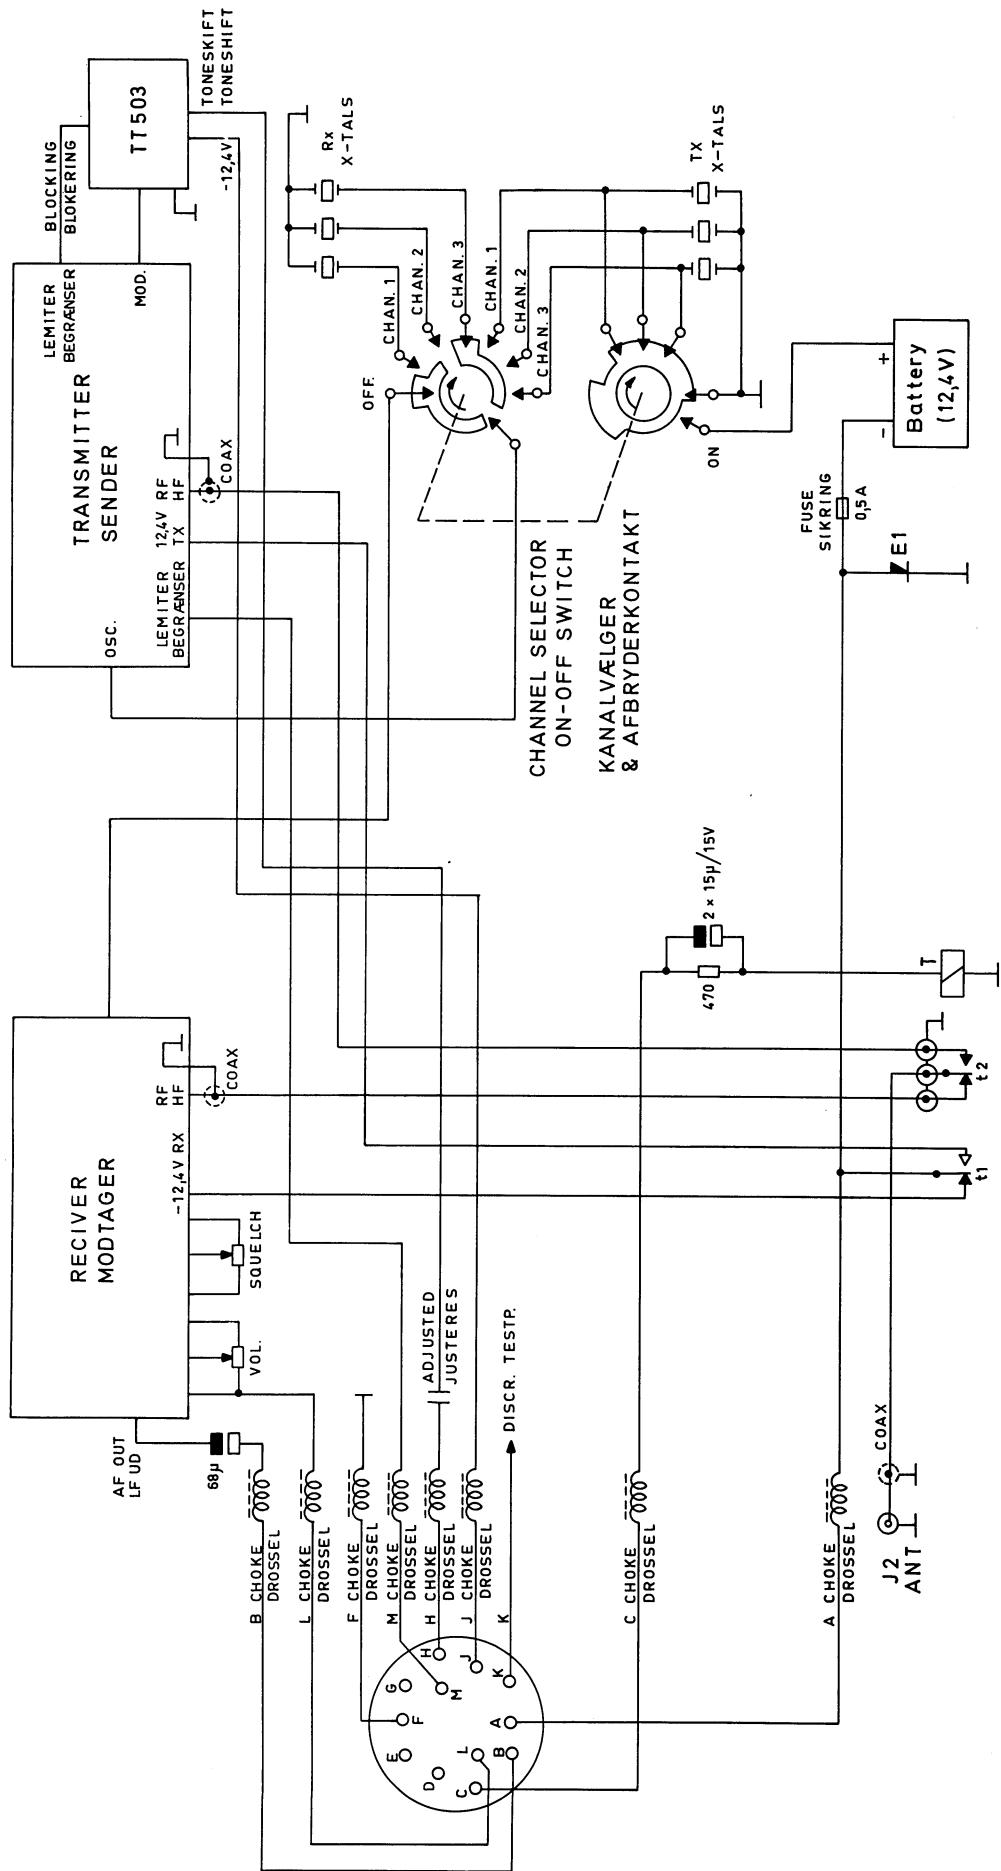 TT503
TONESKIFT
TONESHIFT
-12,4V
BLOCKING
BLOKERING
LEMITER
BEGRÆNSER
MOD.
TRANSMITTER
SENDER
RF
HF
12,4V
TX
LEMITER
BEGRÆNSER
OSC.
COAX
Rx
X-TALS
CHAN. 1
CHAN. 2
CHAN. 3
CHAN. 1
CHAN. 2
CHAN. 3
OFF.
TX
X-TALS
ON
CHANNEL SELECTOR
ON-OFF SWITCH
KANALVÆLGER
& AFBRYDERKONTAKT
+
-
Battery
(12,4V)
FUSE
SIKRING
0,5A
E1
RECIVER
MODTAGER
RF
HF
-12,4V RX
COAX
SQUELCH
VOL.
AF OUT
LF UD
68µ
2 × 15µ/15V
470
T
t2
t1
ADJUSTED
JUSTERES
DISCR. TESTP.
B CHOKE
DROSSEL
L CHOKE
DROSSEL
F CHOKE
DROSSEL
M CHOKE
DROSSEL
H CHOKE
DROSSEL
J CHOKE
DROSSEL
K
C CHOKE
DROSSEL
A CHOKE
DROSSEL
COAX
J2
ANT
G
H
F
M
J
E
K
D
L
A
C
B